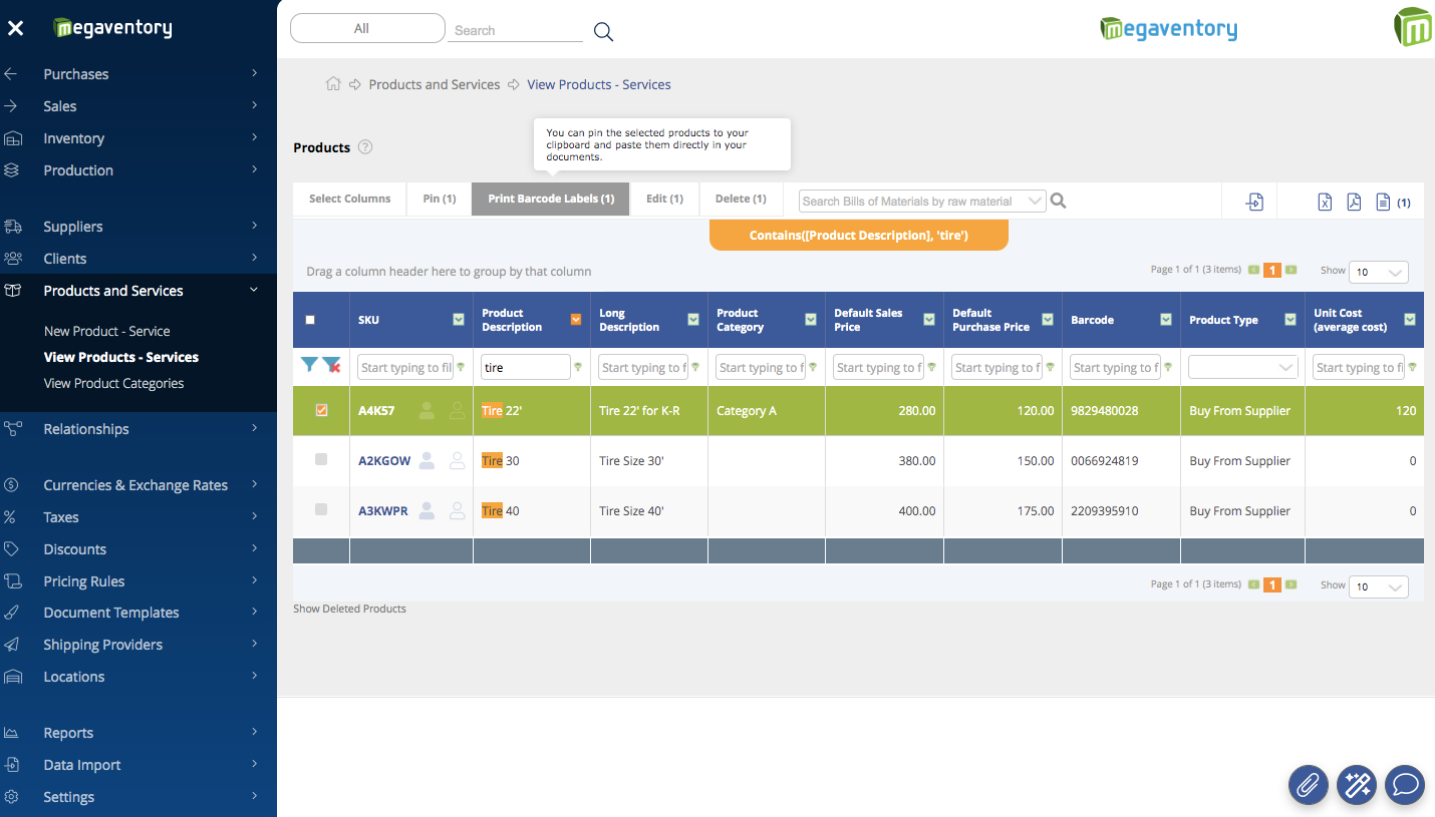 megaventory
Purchases
Sales
Inventory
Production
Suppliers
Clients
Products and Services
New Product - Service
View Products - Services
View Product Categories
Relationships
Currencies & Exchange Rates
Taxes
Discounts
Pricing Rules
Document Templates
Shipping Providers
Locations
Reports
Data Import
Settings
All Search megaventory m
Products and Services View Products - Services
You can pin the selected products to your
clipboard and paste them directly in your
documents.
Products ?
Select Columns Pin (1) Print Barcode Labels (1) Edit (1) Delete (1) Search Bills of Materials by raw material (1)
Contains([Product Description], 'tire')
Drag a column header here to group by that column Page 1 of 1 (3 items) 1 Show 10
SKU Product Description Long Description Product Category Default Sales Price Default Purchase Price Barcode Product Type Unit Cost (average cost)
Start typing to fil tire Start typing to f Start typing to f Start typing to f Start typing to f Start typing to f Start typing to fi
A4K57 Tire 22' Tire 22' for K-R Category A 280.00 120.00 9829480028 Buy From Supplier 120
A2KGOW Tire 30 Tire Size 30' 380.00 150.00 0066924819 Buy From Supplier 0
A3KWPR Tire 40 Tire Size 40' 400.00 175.00 2209395910 Buy From Supplier 0
Page 1 of 1 (3 items) 1 Show 10
Show Deleted Products